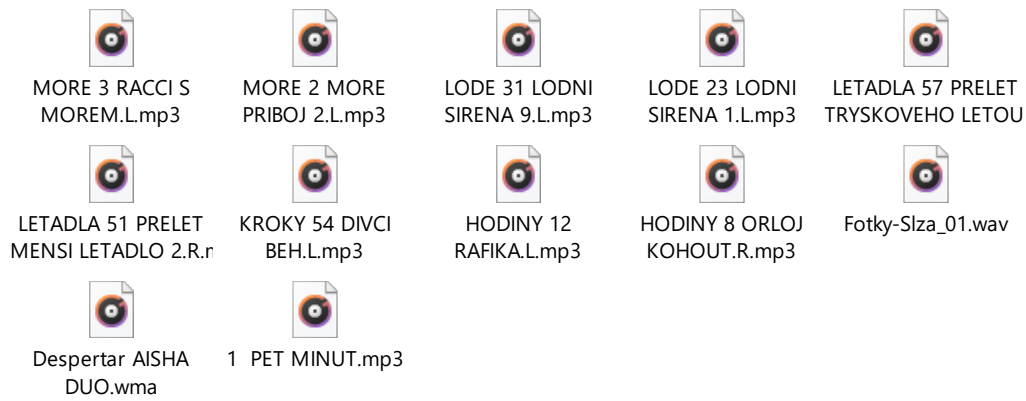 MORE 3 RACCI S
MOREM.L.mp3
MORE 2 MORE
PRIBOJ 2.L.mp3
LODE 31 LODNI
SIRENA 9.L.mp3
LODE 23 LODNI
SIRENA 1.L.mp3
LETADLA 57 PRELET
TRYSKOVEHO LETOU
LETADLA 51 PRELET
MENSI LETADLO 2.R.r
KROKY 54 DIVCI
BEH.L.mp3
HODINY 12
RAFIKA.L.mp3
HODINY 8 ORLOJ
KOHOUT.R.mp3
Fotky-Slza_01.wav
Despertar AISHA
DUO.wma
1 PET MINUT.mp3